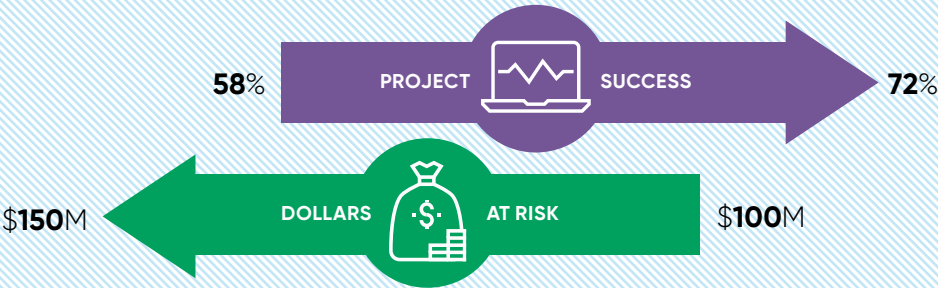 58% PROJECT SUCCESS 72%
$150M DOLLARS $ AT RISK $100M